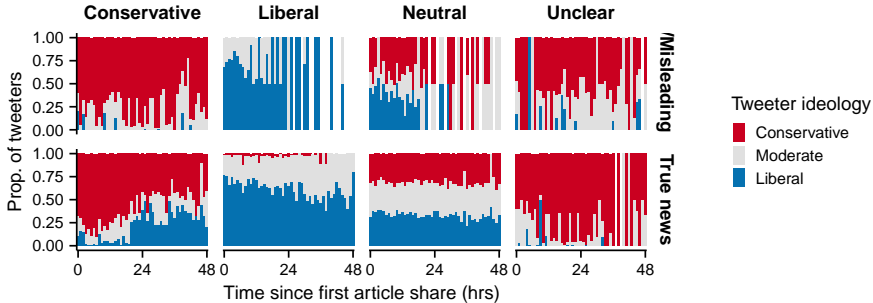 Conservative Liberal Neutral Unclear
1.00
0.75
0.50
0.25
0.00
Misleading
1.00
0.75
0.50
0.25
0.00
True news
Prop. of tweeters
0 24 48 0 24 48 0 24 48 0 24 48
Time since first article share (hrs)
Tweeter ideology
Conservative
Moderate
Liberal